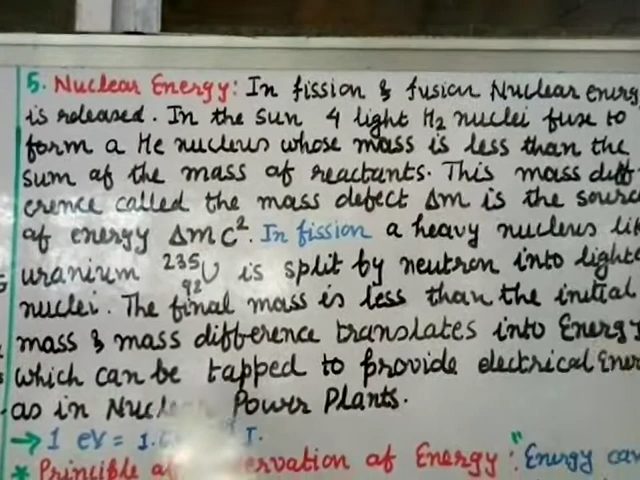 5. Nuclear Energy: In fission & fusion Nuclear energ
is released. In the sun 4 light H₂ nuclei fuse to
form a He nucleus whose mass is less than the
sum of the mass of reactants. This mass diff-
erence called the mass defect Δm is the sourc
of energy Δmc². In fission a heavy nucleus lik
uranium ²³⁵₉₂U is split by neutron into light
nuclei. The final mass is less than the initial
mass & mass difference translates into Energy
which can be tapped to provide electrical Ener
as in Power Plants.
→ 1 eV = 1. J.
* Principle of Energy: "Energy can